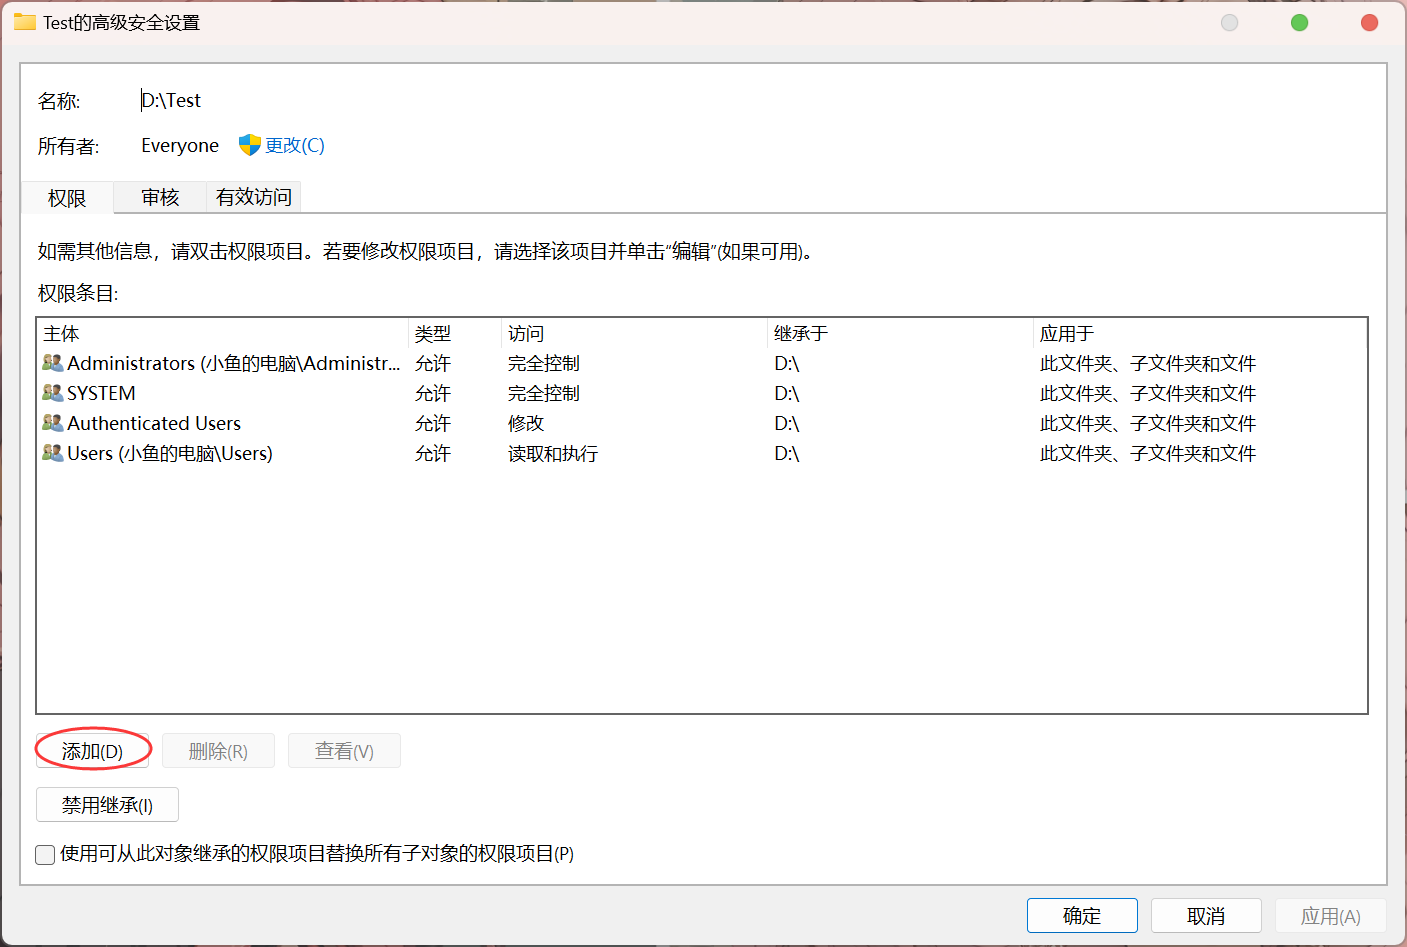 Test的高级安全设置
名称: D:\Test
所有者: Everyone 更改(C)
权限 审核 有效访问
如需其他信息，请双击权限项目。若要修改权限项目，请选择该项目并单击“编辑”(如果可用)。
权限条目:
主体 类型 访问 继承于 应用于
Administrators (小鱼的电脑\Administr... 允许 完全控制 D:\ 此文件夹、子文件夹和文件
SYSTEM 允许 完全控制 D:\ 此文件夹、子文件夹和文件
Authenticated Users 允许 修改 D:\ 此文件夹、子文件夹和文件
Users (小鱼的电脑\Users) 允许 读取和执行 D:\ 此文件夹、子文件夹和文件
添加(D) 删除(R) 查看(V)
禁用继承(I)
使用可从此对象继承的权限项目替换所有子对象的权限项目(P)
确定 取消 应用(A)